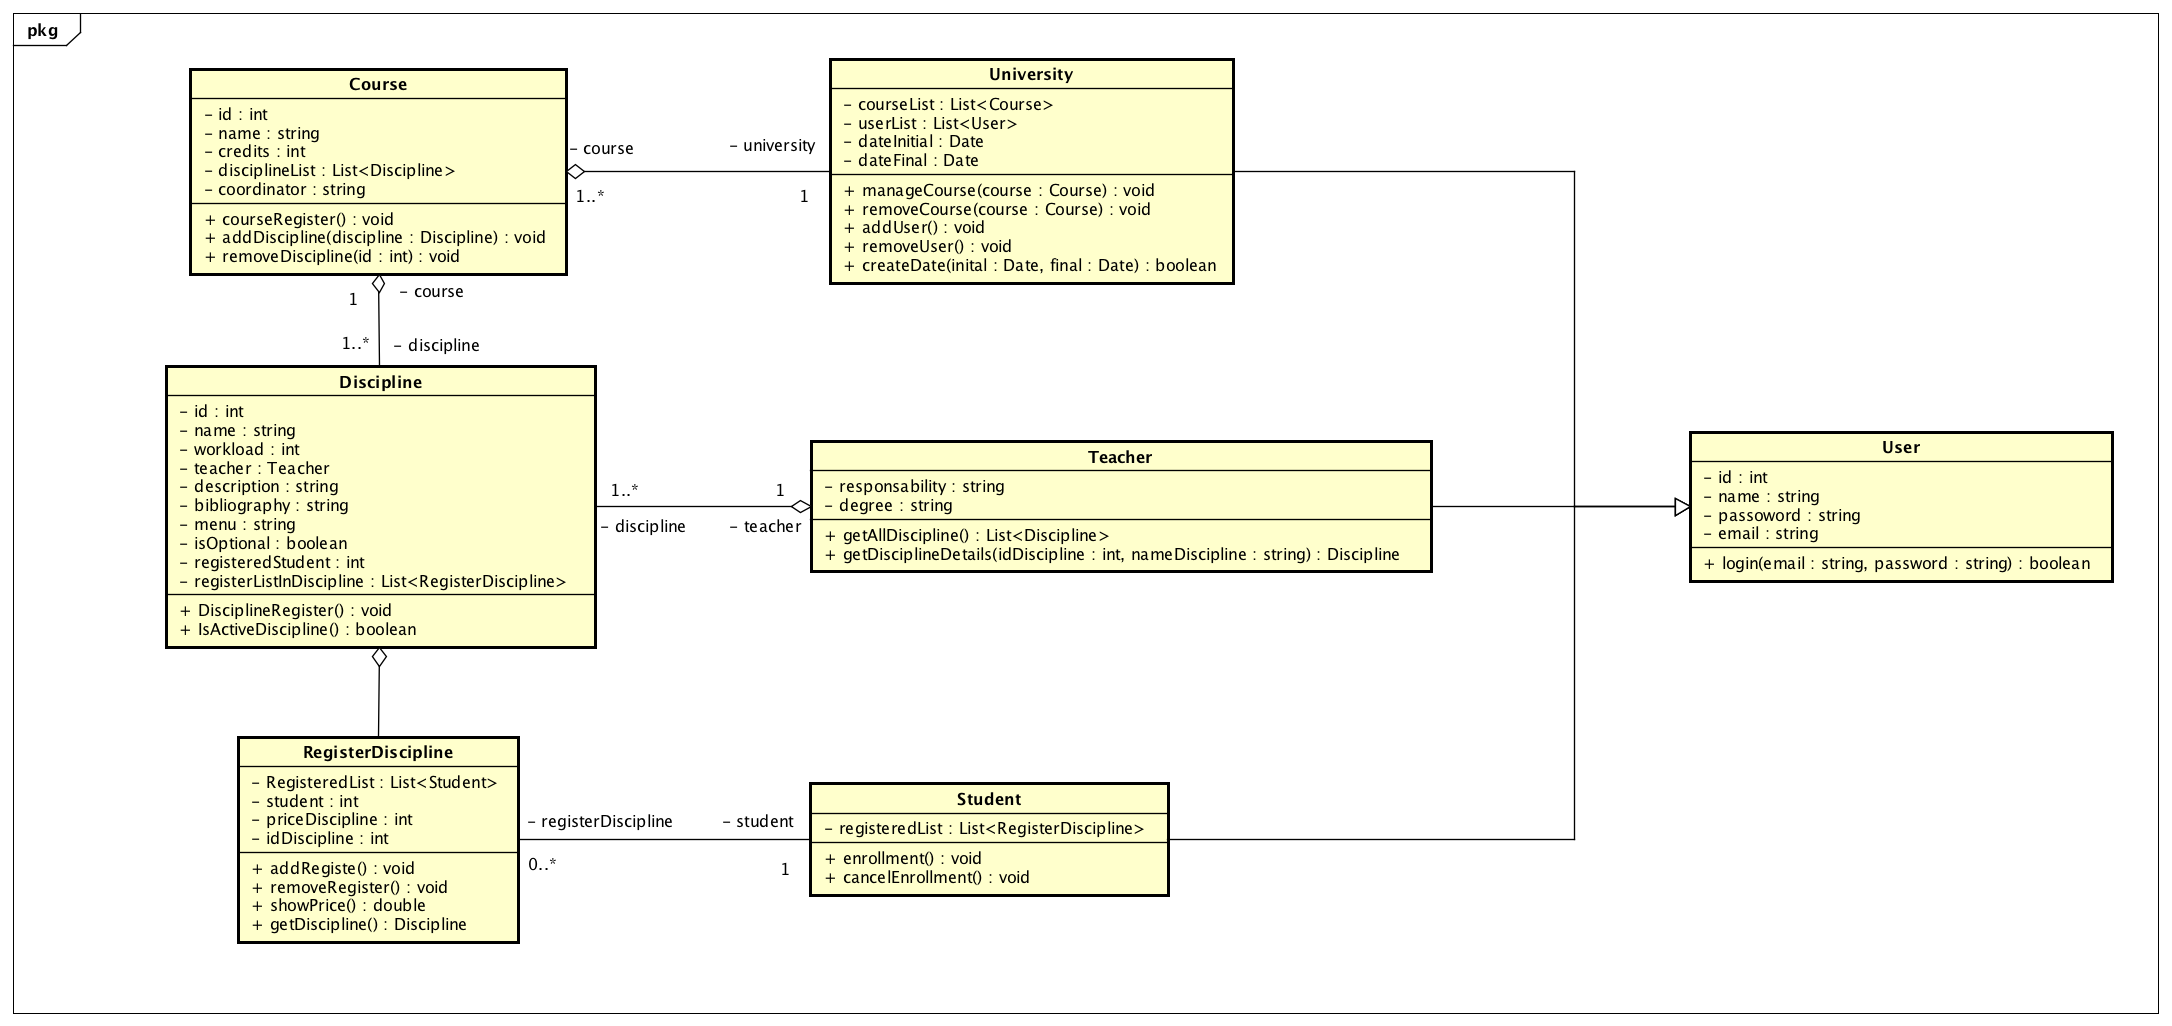 pkg
Course
- id : int
- name : string
- credits : int
- disciplineList : List<Discipline>
- coordinator : string
+ courseRegister() : void
+ addDiscipline(discipline : Discipline) : void
+ removeDiscipline(id : int) : void
- course
1..*
- university
1
University
- courseList : List<Course>
- userList : List<User>
- dateInitial : Date
- dateFinal : Date
+ manageCourse(course : Course) : void
+ removeCourse(course : Course) : void
+ addUser() : void
+ removeUser() : void
+ createDate(inital : Date, final : Date) : boolean
1
- course
1..*
- discipline
Discipline
- id : int
- name : string
- workload : int
- teacher : Teacher
- description : string
- bibliography : string
- menu : string
- isOptional : boolean
- registeredStudent : int
- registerListInDiscipline : List<RegisterDiscipline>
+ DisciplineRegister() : void
+ IsActiveDiscipline() : boolean
1..*
- discipline
1
- teacher
Teacher
- responsability : string
- degree : string
+ getAllDiscipline() : List<Discipline>
+ getDisciplineDetails(idDiscipline : int, nameDiscipline : string) : Discipline
User
- id : int
- name : string
- passoword : string
- email : string
+ login(email : string, password : string) : boolean
RegisterDiscipline
- RegisteredList : List<Student>
- student : int
- priceDiscipline : int
- idDiscipline : int
+ addRegiste() : void
+ removeRegister() : void
+ showPrice() : double
+ getDiscipline() : Discipline
- registerDiscipline
0..*
- student
1
Student
- registeredList : List<RegisterDiscipline>
+ enrollment() : void
+ cancelEnrollment() : void